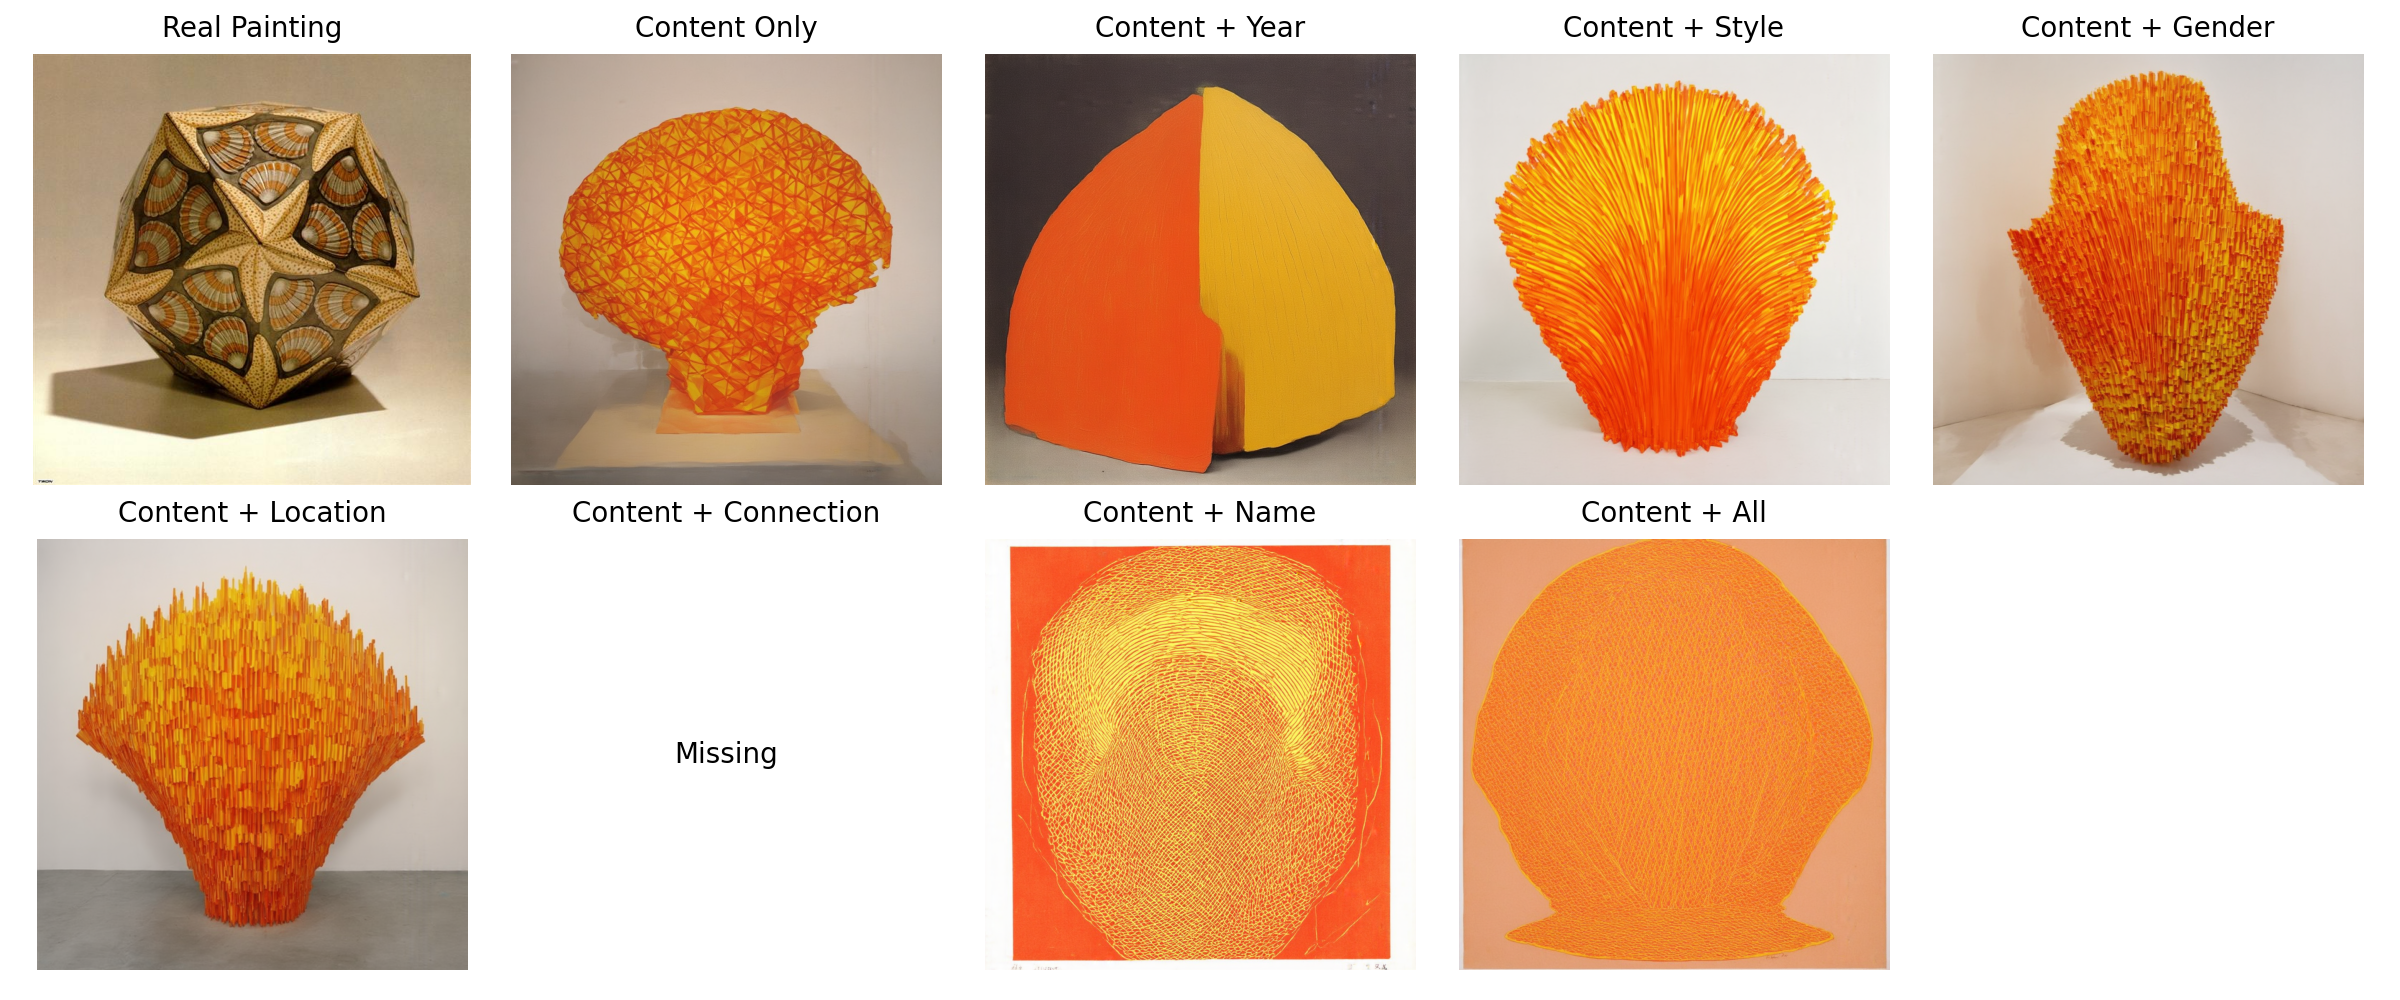 Real Painting
Content Only
Content + Year
Content + Style
Content + Gender
Content + Location
Content + Connection
Content + Name
Content + All
Missing